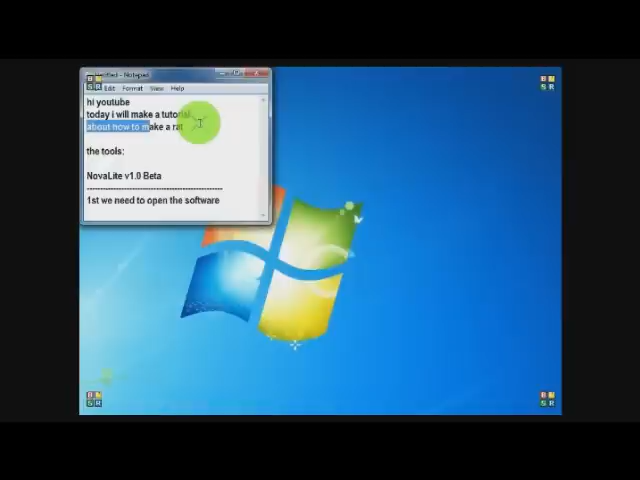 Untitled - Notepad
Edit Format View Help
hi youtube
today i will make a tutorial
about how to make a rat
the tools:
NovaLite v1.0 Beta
------------------------------------------------
1st we need to open the software